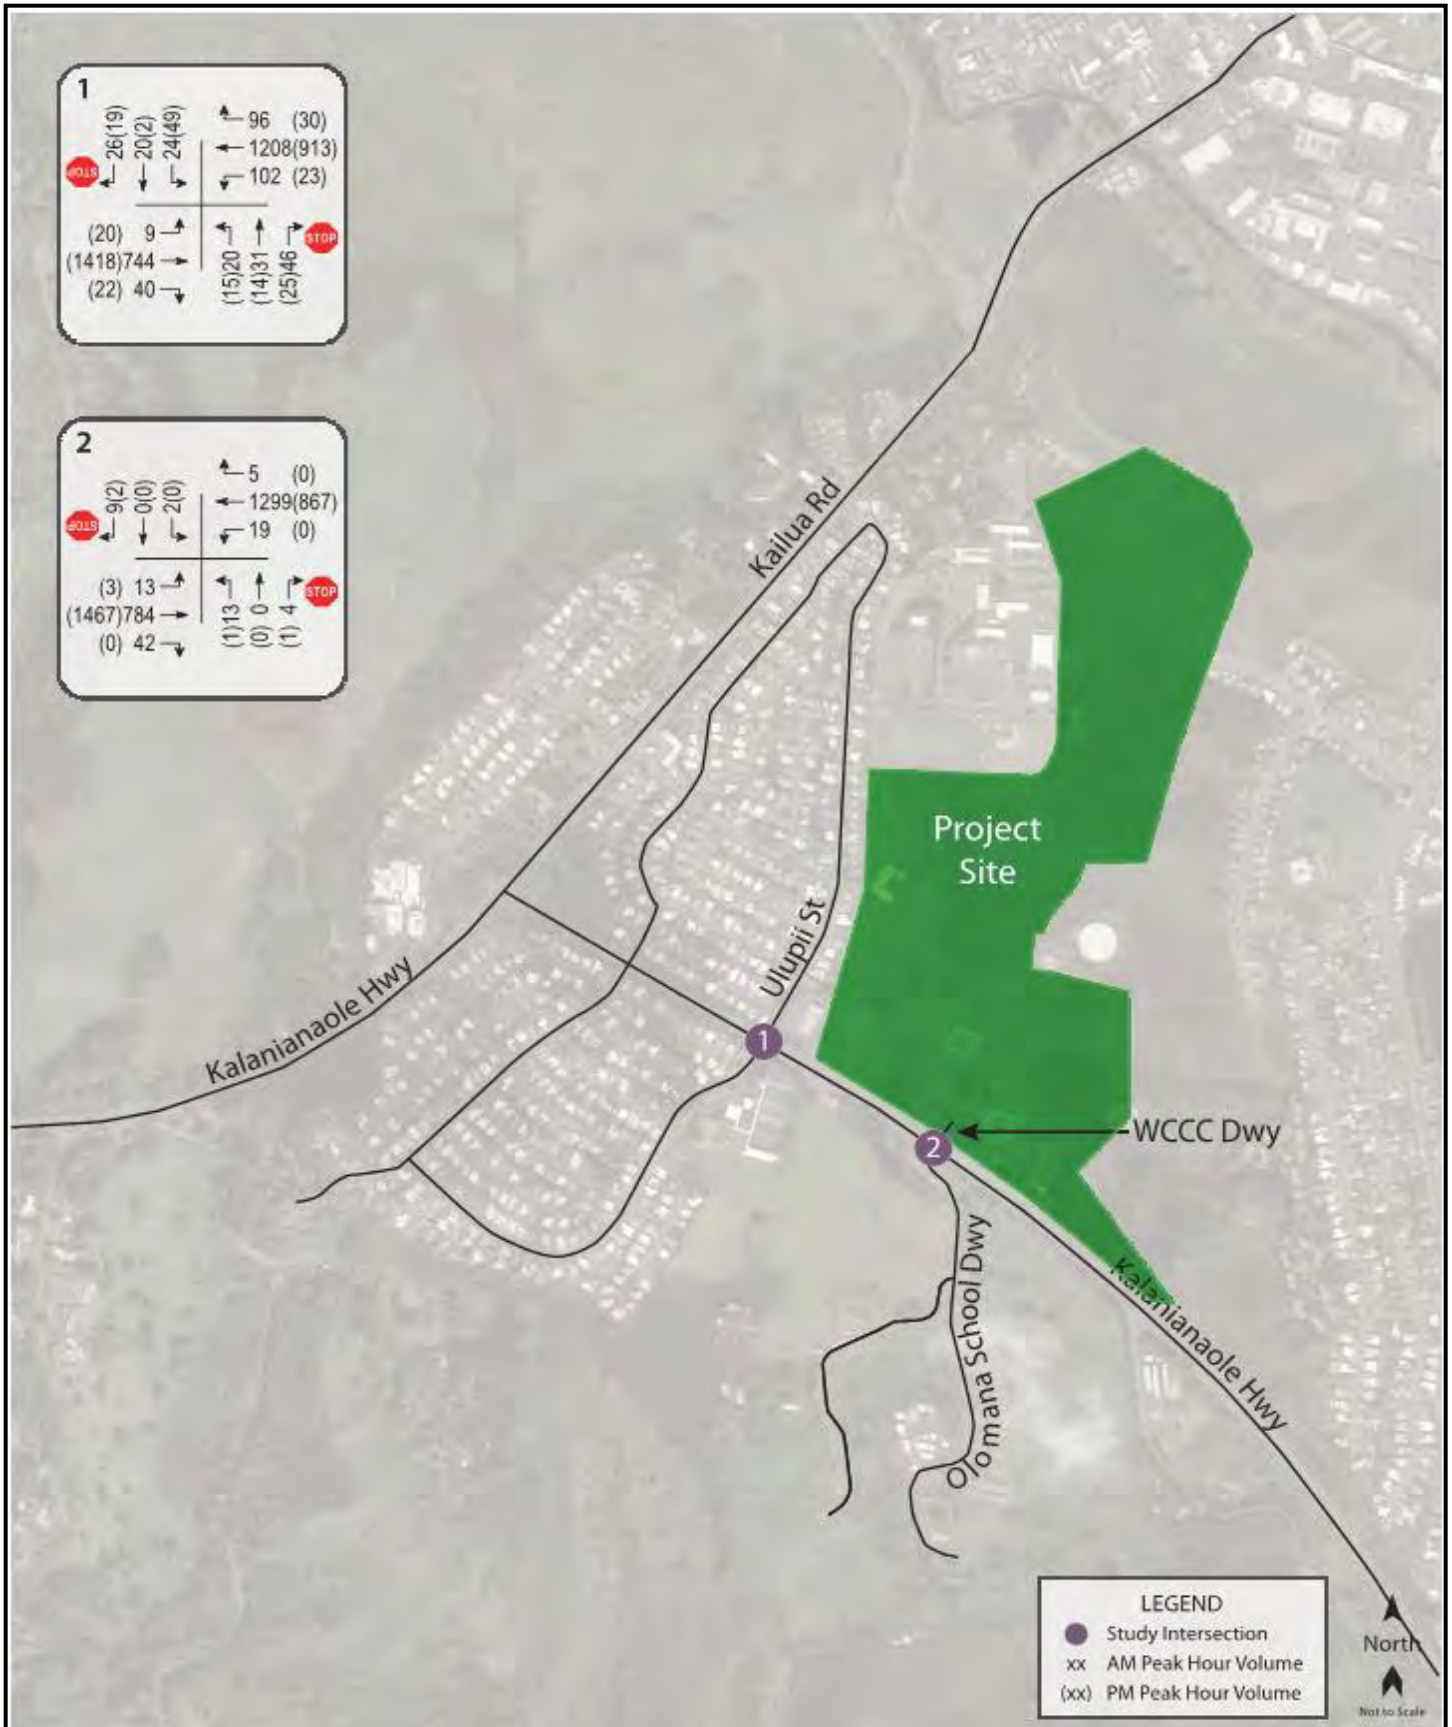 1
26(19)
20(2)
24(49)
96 (30)
1208(913)
102 (23)
STOP
(20) 9
(1418)744
(22) 40
(15)20
(14)31
(25)46
STOP
2
9(2)
0(0)
2(0)
5 (0)
1299(867)
19 (0)
STOP
(3) 13
(1467)784
(0) 42
(1)13
(0) 0
(1) 4
STOP
Kailua Rd
Project
Site
Ulupii St
Kalanianaole Hwy
1
2
WCCC Dwy
Olomana School Dwy
Kalanianaole Hwy
LEGEND
Study Intersection
xx AM Peak Hour Volume
(xx) PM Peak Hour Volume
North
Not to Scale